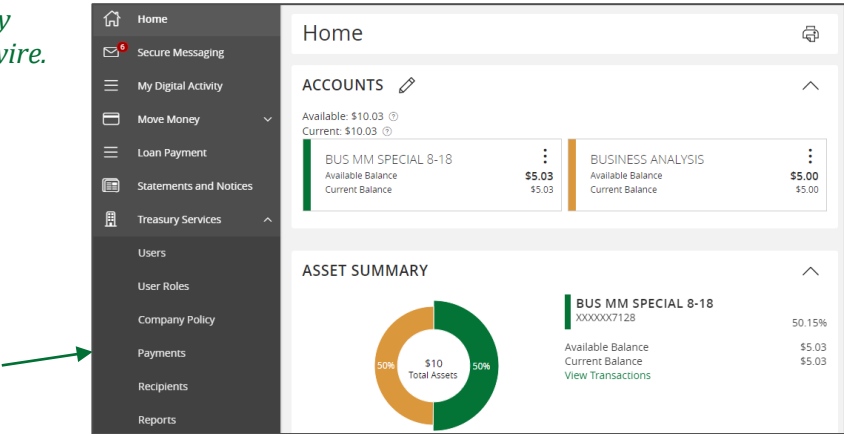 wire.
Home
6
Secure Messaging
My Digital Activity
Move Money
Loan Payment
Statements and Notices
Treasury Services
Users
User Roles
Company Policy
Payments
Recipients
Reports
Home
ACCOUNTS
Available: $10.03 ?
Current: $10.03 ?
BUS MM SPECIAL 8-18
Available Balance $5.03
Current Balance $5.03
BUSINESS ANALYSIS
Available Balance $5.00
Current Balance $5.00
ASSET SUMMARY
50%
$10
Total Assets
50%
BUS MM SPECIAL 8-18
XXXXXX7128
50.15%
Available Balance $5.03
Current Balance $5.03
View Transactions